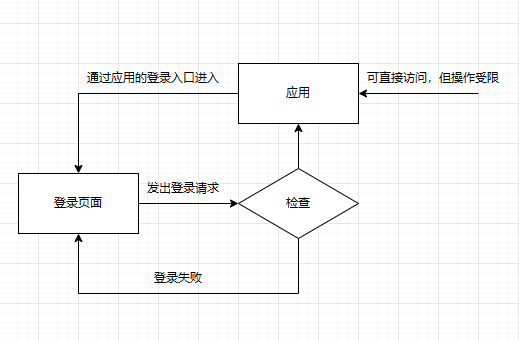 通过应用的登录入口进入
应用
可直接访问，但操作受限
登录页面
发出登录请求
检查
登录失败